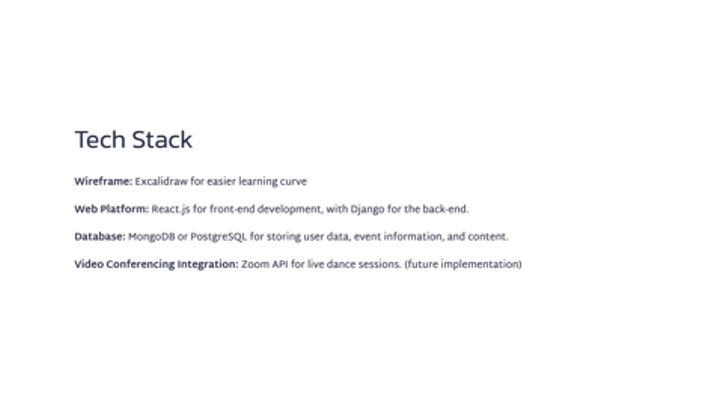 Tech Stack
Wireframe: Excalidraw for easier learning curve
Web Platform: React.js for front-end development, with Django for the back-end.
Database: MongoDB or PostgreSQL for storing user data, event information, and content.
Video Conferencing Integration: Zoom API for live dance sessions. (future implementation)